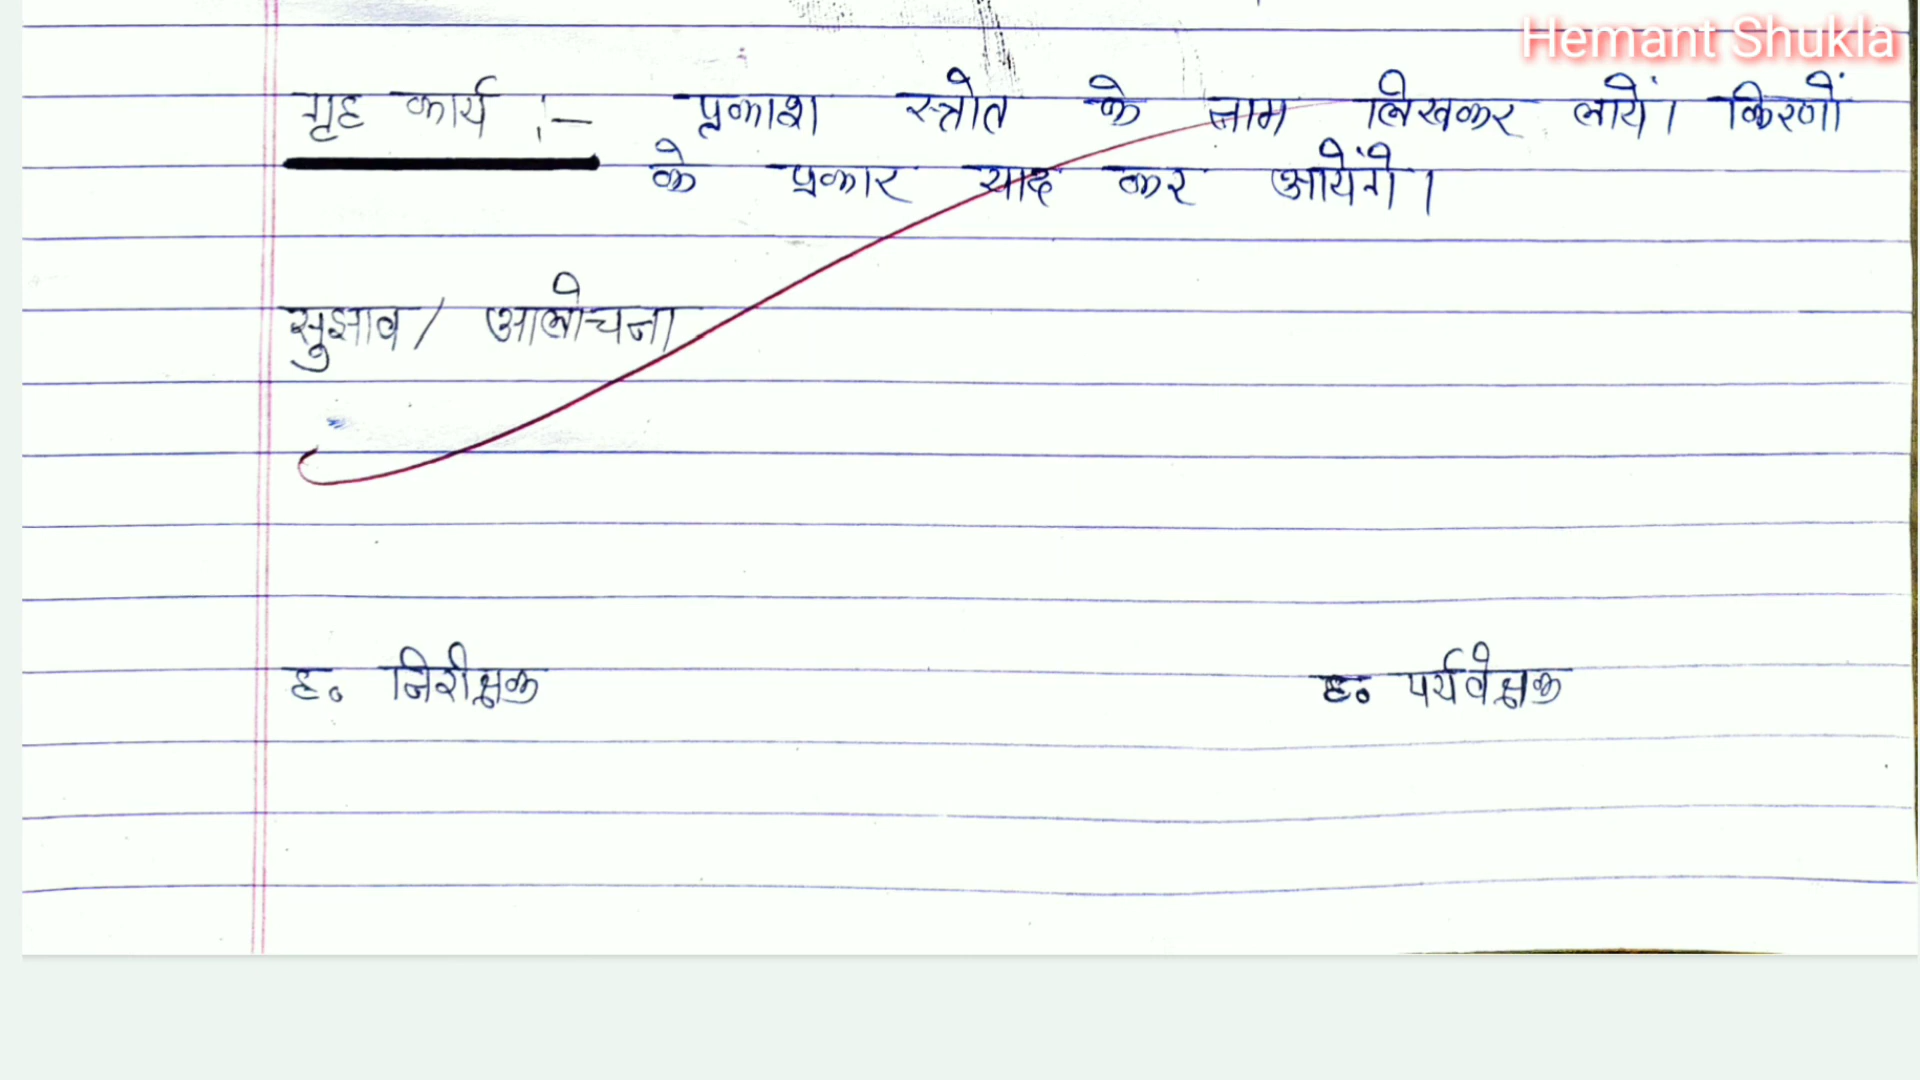 Hemant Shukla
गृह कार्य :- प्रकाश स्त्रोत के नाम लिखकर लायें। किरणों
के प्रकार याद कर आयेंगे।
सुझाव / आलोचना
ह० निरीक्षक ह० पर्यवेक्षक